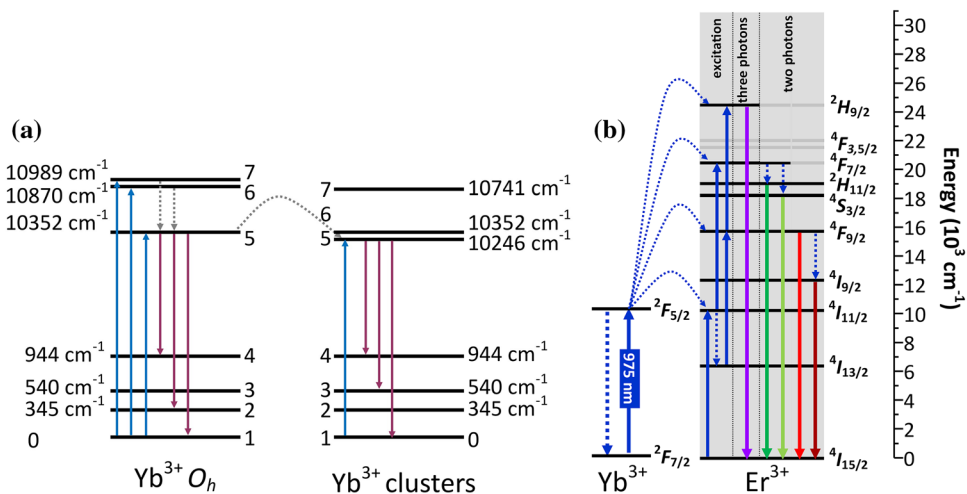 (a)
10989 cm⁻¹
10870 cm⁻¹
10352 cm⁻¹
944 cm⁻¹
540 cm⁻¹
345 cm⁻¹
0
7
6
5
4
3
2
1
Yb³⁺ Oₕ
7
6
5
4
3
2
1
10741 cm⁻¹
10352 cm⁻¹
10246 cm⁻¹
944 cm⁻¹
540 cm⁻¹
345 cm⁻¹
0
Yb³⁺ clusters
(b)
²F₅/₂
975 nm
²F₇/₂
Yb³⁺
excitation
three photons
two photons
²H₉/₂
⁴F₃,₅/₂
⁴F₇/₂
²H₁₁/₂
⁴S₃/₂
⁴F₉/₂
⁴I₉/₂
⁴I₁₁/₂
⁴I₁₃/₂
⁴I₁₅/₂
Er³⁺
30
28
26
24
22
20
18
16
14
12
10
8
6
4
2
0
Energy (10³ cm⁻¹)